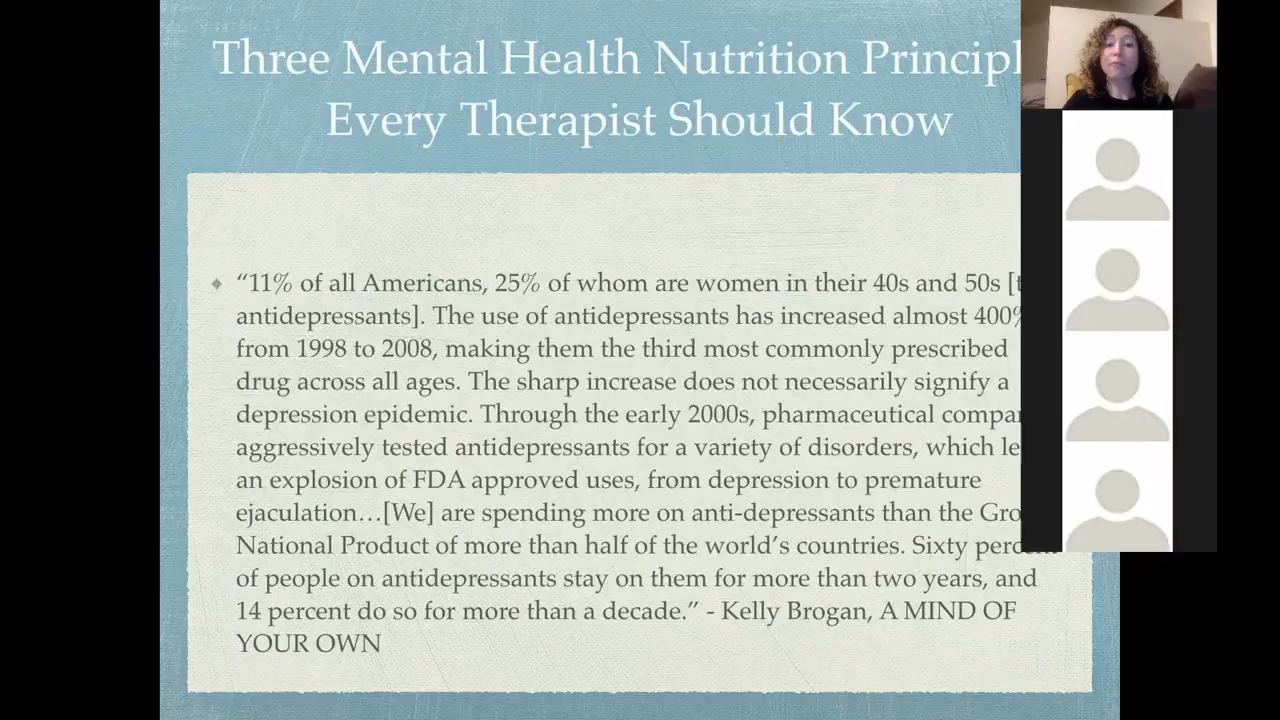 Three Mental Health Nutrition Principl
Every Therapist Should Know
“11% of all Americans, 25% of whom are women in their 40s and 50s [t
antidepressants]. The use of antidepressants has increased almost 400%
from 1998 to 2008, making them the third most commonly prescribed
drug across all ages. The sharp increase does not necessarily signify a
depression epidemic. Through the early 2000s, pharmaceutical compan
aggressively tested antidepressants for a variety of disorders, which le
an explosion of FDA approved uses, from depression to premature
ejaculation…[We] are spending more on anti-depressants than the Gro
National Product of more than half of the world’s countries. Sixty percent
of people on antidepressants stay on them for more than two years, and
14 percent do so for more than a decade.” - Kelly Brogan, A MIND OF
YOUR OWN